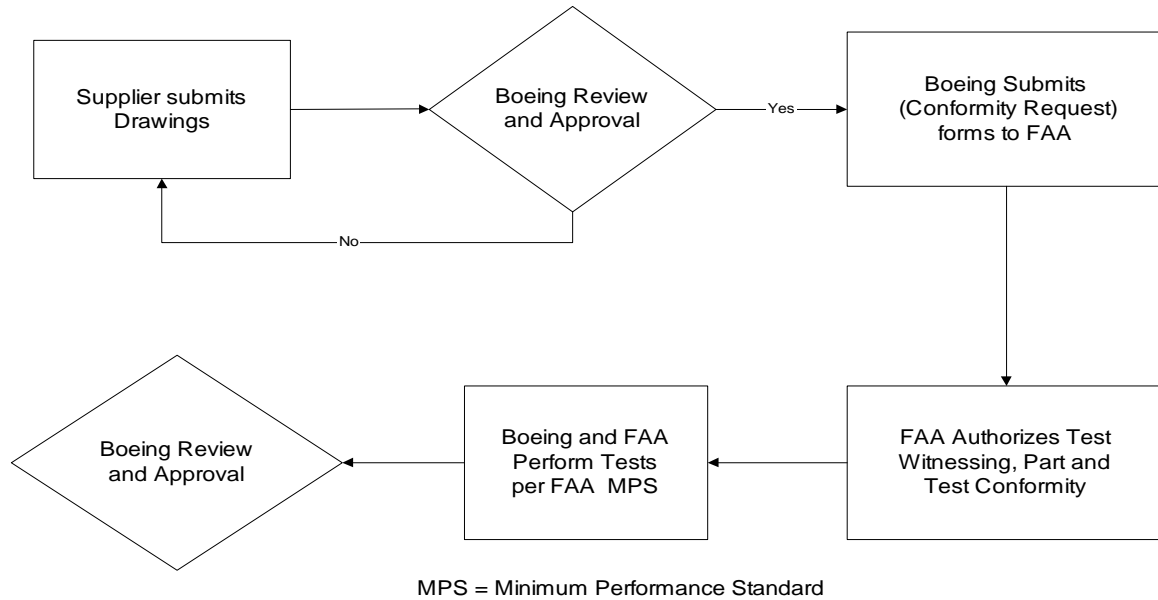 Supplier submits
Drawings
Boeing Review
and Approval
Yes
Boeing Submits
(Conformity Request)
forms to FAA
No
Boeing Review
and Approval
Boeing and FAA
Perform Tests
per FAA MPS
FAA Authorizes Test
Witnessing, Part and
Test Conformity
MPS = Minimum Performance Standard